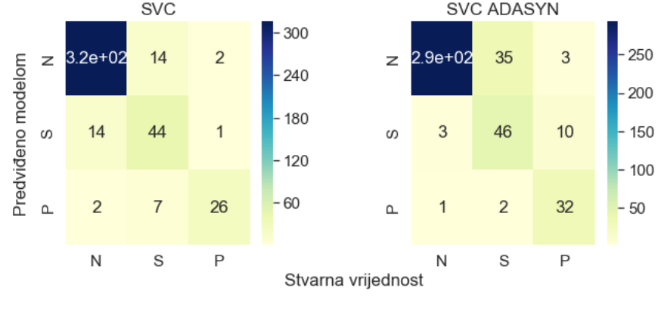 SVC
SVC ADASYN
Predviđeno modelom
N
3.2e+02 14 2
S
14 44 1
P
2 7 26
N S P
300
240
180
120
60
N
2.9e+02 35 3
S
3 46 10
P
1 2 32
N S P
250
200
150
100
50
Stvarna vrijednost